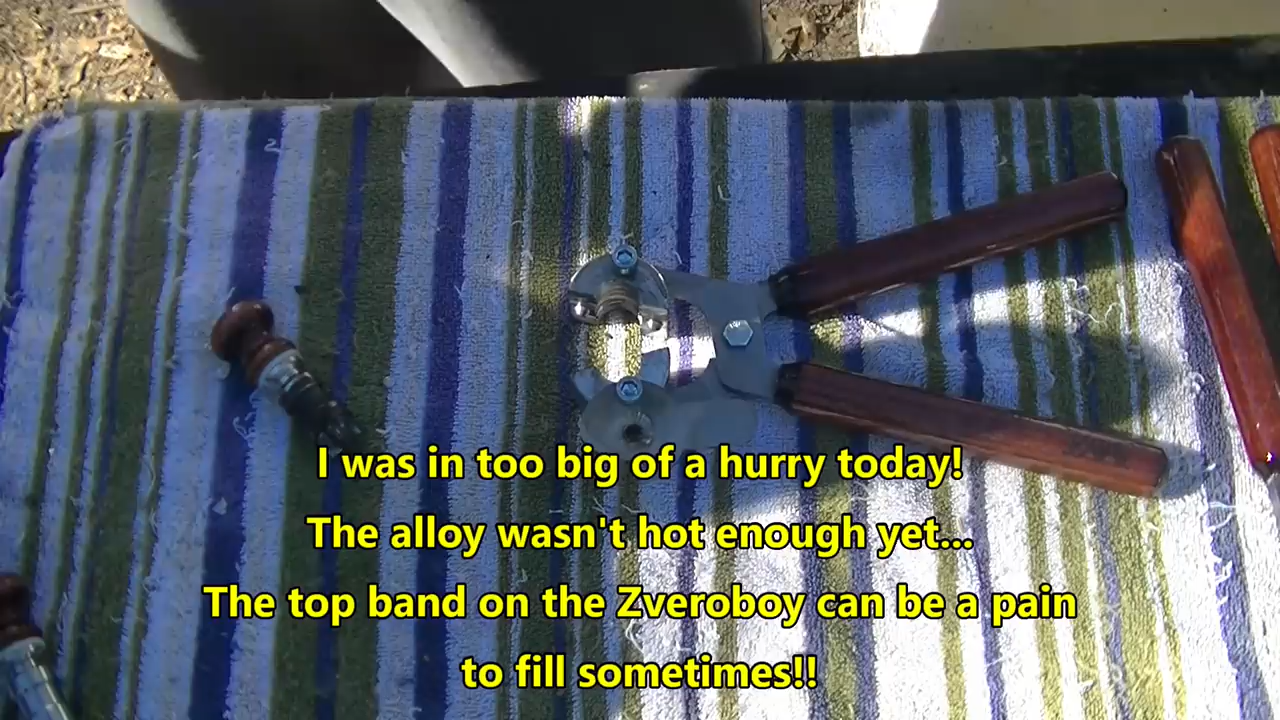 I was in too big of a hurry today!
The alloy wasn't hot enough yet...
The top band on the Zveroboy can be a pain
to fill sometimes!!